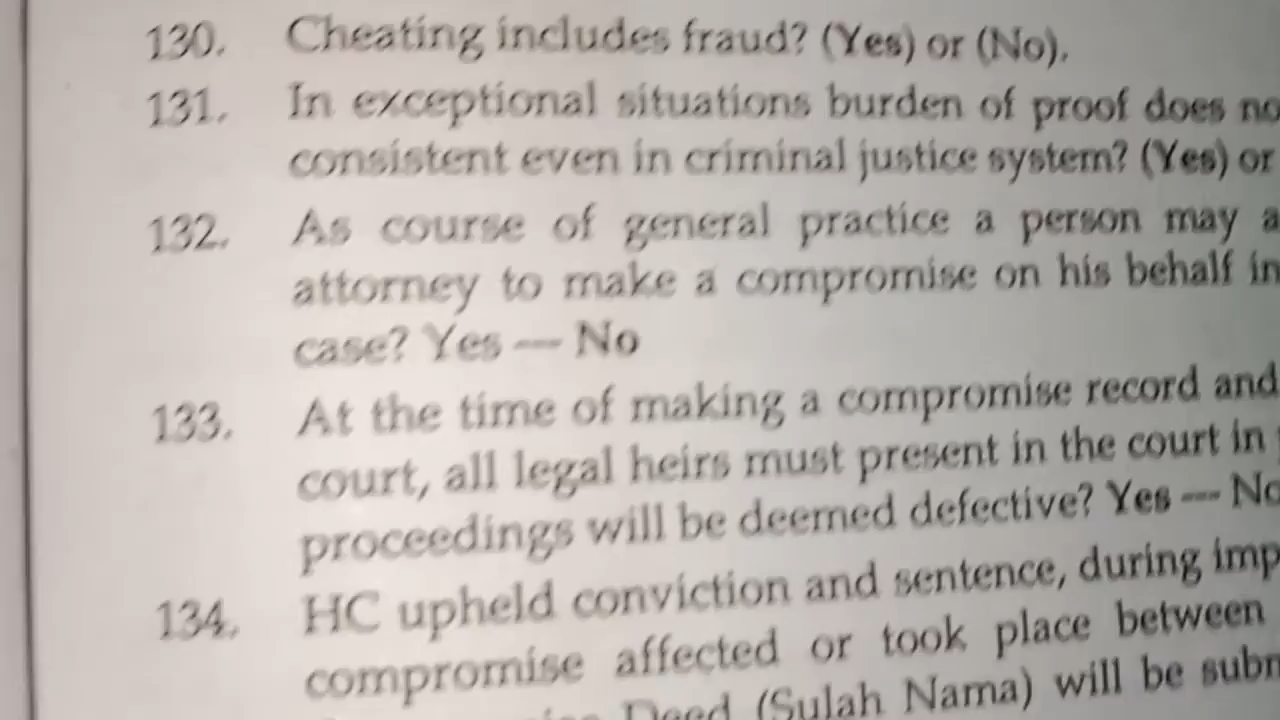 130. Cheating includes fraud? (Yes) or (No).
131. In exceptional situations burden of proof does
consistent even in criminal justice system? (Yes) or
132. As course of general practice a person may
attorney to make a compromise on his behalf in
case? Yes — No
133. At the time of making a compromise record and
court, all legal heirs must present in the court in
proceedings will be deemed defective? Yes --- No
134. HC upheld conviction and sentence, during
compromise affected or took place between
Deed (Sulah Nama) will be